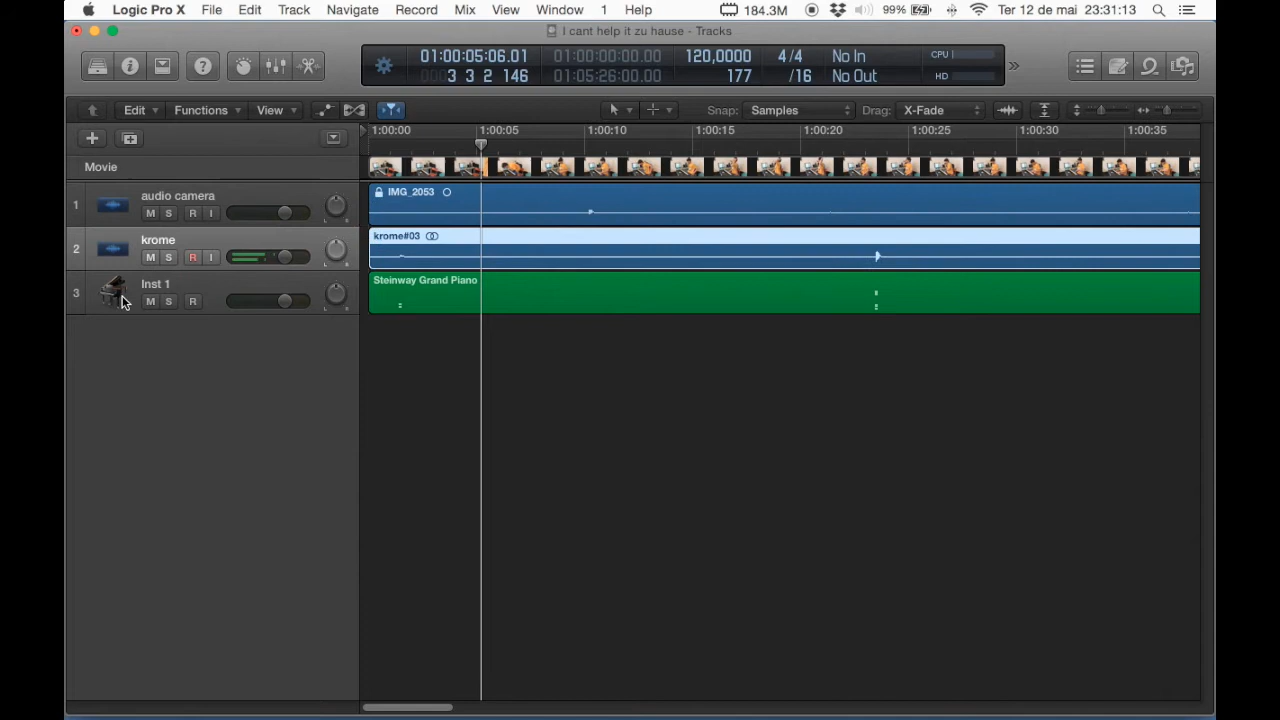 Logic Pro X File Edit Track Navigate Record Mix View Window 1 Help 184.3M 99% Ter 12 de mai 23:31:13
I cant help it zu hause - Tracks
01:00:05:06.01 01:00:00:00.00 120,0000 4/4 No In CPU
3 3 2 146 01:05:26:00.00 177 /16 No Out HD
Edit Functions View Snap: Samples Drag: X-Fade
1:00:00 1:00:05 1:00:10 1:00:15 1:00:20 1:00:25 1:00:30 1:00:35
Movie
1 audio camera IMG_2053
M S R I
2 krome krome#03
M S R I
3 Inst 1 Steinway Grand Piano
M S R